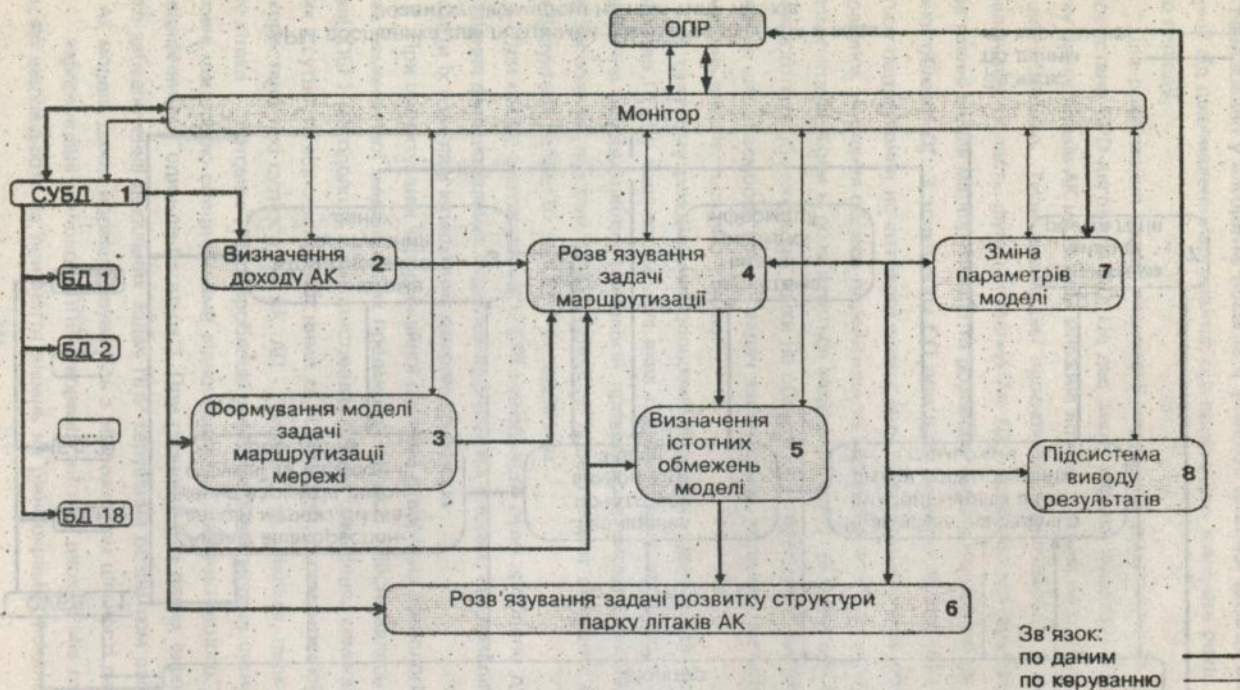 ОПР
Монітор
СУБД 1
БД 1
БД 2
...
БД 18
Визначення
доходу АК
2
Розв'язування
задачі
маршрутизації
4
Зміна
параметрів
моделі
7
Формування моделі
задачі
маршрутизації
мережі
3
Визначення
істотних
обмежень
моделі
5
Підсистема
виводу
результатів
8
Розв'язування задачі розвитку структури
парку літаків АК
6
Зв'язок:
по даним
по керуванню